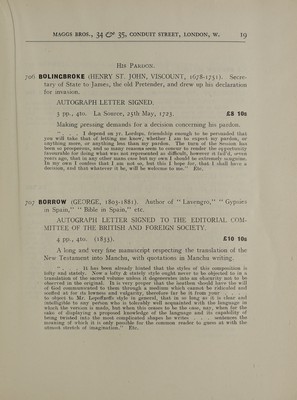 MAGGS BROS., 34 & 35, CONDUIT STREET, LONDON, W. 19
HIS PARDON.
706 BOLINGBROKE (HENRY ST. JOHN, VISCOUNT, 1678-1751). Secre-
tary of State to James, the old Pretender, and drew up his declaration
for invasion.
AUTOGRAPH LETTER SIGNED.
3 pp., 4to. La Source, 25th May, 1723. £8 10s
Making pressing demands for a decision concerning his pardon.
". . . I depend on yr. Lordsps. friendship enough to be persuaded that
you will take that of letting me know, whether I am to expect my pardon, or
anything more, or anything less than my pardon. The turn of the Session has
been so prosperous, and so many reasons seem to concur to render the opportunity
favourable for doing what was not represented as difficult, however it fail'd, seven
years ago, that in any other mans case but my own I should be extremely sanguine.
In my own I confess that I am not so, but this I hope for, that I shall have a
decision, and that whatever it be, will be welcome to me." Etc.
707 BORROW (GEORGE, 1803-1881). Author of "Lavengro," "Gypsies
in Spain," "Bible in Spain," etc.
AUTOGRAPH LETTER SIGNED TO THE EDITORIAL COM-
MITTEE OF THE BRITISH AND FOREIGN SOCIETY.
4 pp., 4to. (1833). £10 10s
A long and very fine manuscript respecting the translation of the
New Testament into Manchu, with quotations in Manchu writing.
". . . It has been already found that the styles of this composition is
lofty and stately. Now a lofty & stately style ought never to be objected to in a
translation of the sacred volume unless it degenerates into an obscurity not to be
observed in the original. It is very proper that the heathen should have the will
of God communicated to them through a medium which cannot be ridiculed and
scoffed at for its lowness and vulgarity, therefore far be it from your
to object to Mr. Lepoffzoff's style in general, that in so long as it is clear and
intelligible to any person who is tolerably well acquainted with the language in
which the version is made, but when this ceases to be the case, nay, when for the
sake of displaying a proposed knowledge of the language and its capability of
being twisted into the most complicated shapes he writes . . . sentences the
meaning of which it is only possible for the common reader to guess at with the
utmost stretch of imagination." Etc.